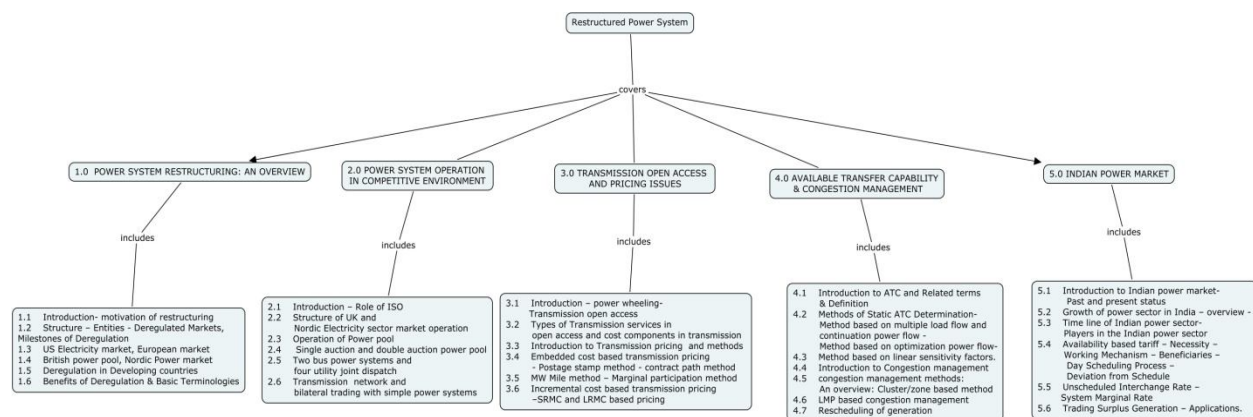 Restructured Power System
covers
1.0 POWER SYSTEM RESTRUCTURING: AN OVERVIEW
2.0 POWER SYSTEM OPERATION
IN COMPETITIVE ENVIRONMENT
3.0 TRANSMISSION OPEN ACCESS
AND PRICING ISSUES
4.0 AVAILABLE TRANSFER CAPABILITY
& CONGESTION MANAGEMENT
5.0 INDIAN POWER MARKET
includes
includes
includes
includes
includes
1.1 Introduction- motivation of restructuring
1.2 Structure – Entities - Deregulated Markets,
Milestones of Deregulation
1.3 US Electricity market, European market
1.4 British power pool, Nordic Power market
1.5 Deregulation in Developing countries
1.6 Benefits of Deregulation & Basic Terminologies
2.1 Introduction – Role of ISO
2.2 Structure of UK and
Nordic Electricity sector market operation
2.3 Operation of Power pool
2.4 Single auction and double auction power pool
2.5 Two bus power systems and
four utility joint dispatch
2.6 Transmission network and
bilateral trading with simple power systems
3.1 Introduction – power wheeling-
Transmission open access
3.2 Types of Transmission services in
open access and cost components in transmission
3.3 Introduction to Transmission pricing and methods
3.4 Embedded cost based transmission pricing
- Postage stamp method - contract path method
3.5 MW Mile method – Marginal participation method
3.6 Incremental cost based transmission pricing
–SRMC and LRMC based pricing
4.1 Introduction to ATC and Related terms
& Definition
4.2 Methods of Static ATC Determination-
Method based on multiple load flow and
continuation power flow -
Method based on optimization power flow-
4.3 Method based on linear sensitivity factors.
4.4 Introduction to Congestion management
4.5 congestion management methods:
An overview: Cluster/zone based method
4.6 LMP based congestion management
4.7 Rescheduling of generation
5.1 Introduction to Indian power market-
Past and present status
5.2 Growth of power sector in India – overview -
5.3 Time line of Indian power sector-
Players in the Indian power sector
5.4 Availability based tariff – Necessity –
Working Mechanism – Beneficiaries –
Day Scheduling Process –
Deviation from Schedule
5.5 Unscheduled Interchange Rate –
System Marginal Rate
5.6 Trading Surplus Generation – Applications.